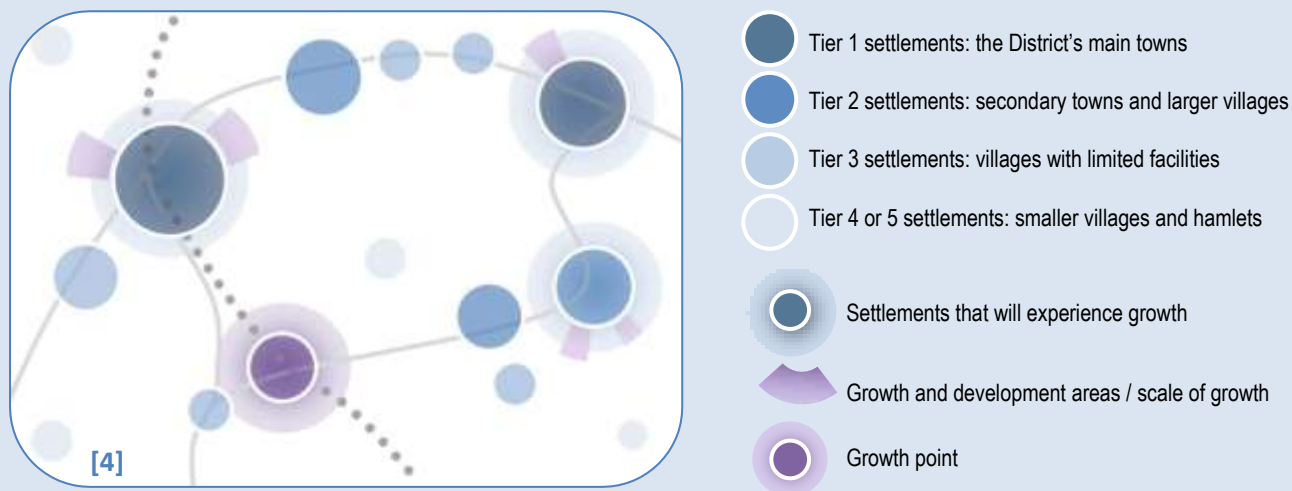 Tier 1 settlements: the District’s main towns
Tier 2 settlements: secondary towns and larger villages
Tier 3 settlements: villages with limited facilities
Tier 4 or 5 settlements: smaller villages and hamlets
Settlements that will experience growth
Growth and development areas / scale of growth
Growth point
[4]